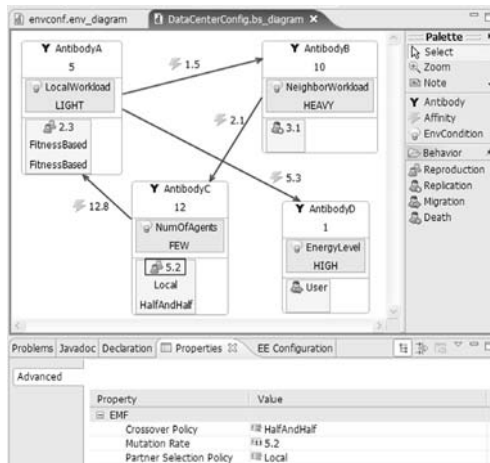 envconf.env_diagram
DataCenterConfig.bs_diagram
AntibodyA
5
LocalWorkload
LIGHT
2.3
FitnessBased
FitnessBased
1.5
AntibodyB
10
NeighborWorkload
HEAVY
3.1
2.1
5.3
12.8
AntibodyC
12
NumOfAgents
FEW
5.2
Local
HalfAndHalf
AntibodyD
1
EnergyLevel
HIGH
User
Palette
Select
Zoom
Note
Antibody
Affinity
EnvCondition
Behavior
Reproduction
Replication
Migration
Death
Problems Javadoc Declaration Properties EE Configuration
Advanced
Property Value
EMF
Crossover Policy HalfAndHalf
Mutation Rate 5.2
Partner Selection Policy Local